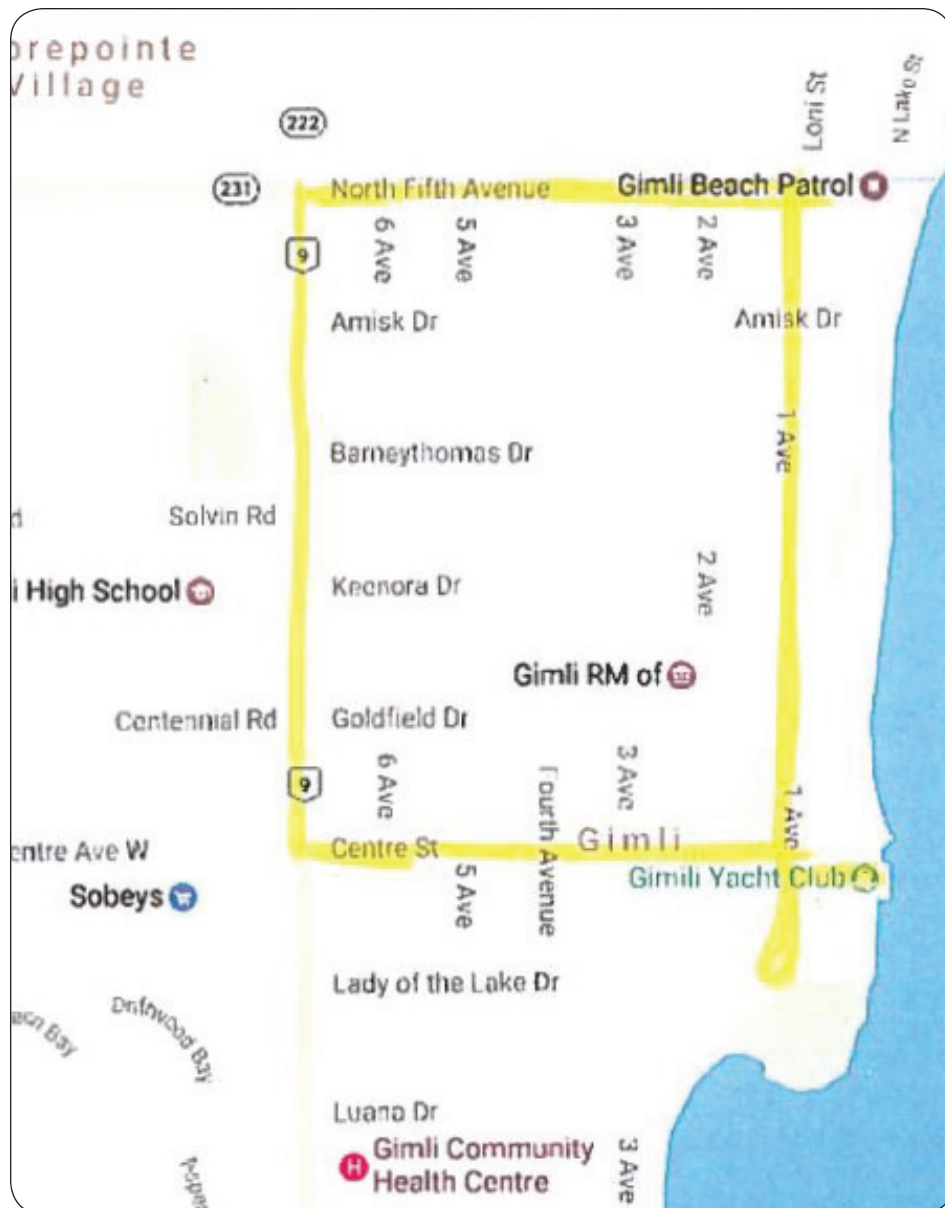 orepointe
Village
222
Loni St
231
North Fifth Avenue
Gimli Beach Patrol
9
6 Ave
5 Ave
3 Ave
2 Ave
Amisk Dr
Amisk Dr
1 Ave
Barneythomas Dr
Solvin Rd
2 Ave
i High School
Keenora Dr
Gimli RM of
Centennial Rd
Goldfield Dr
6 Ave
3 Ave
Fourth Avenue
9
1 Ave
entre Ave W
Centre St
Gimli
5 Ave
Gimili Yacht Club
Sobeys
Lady of the Lake Dr
Driftwood Bay
Bay
Luana Dr
H
Gimli Community
Health Centre
3 Ave